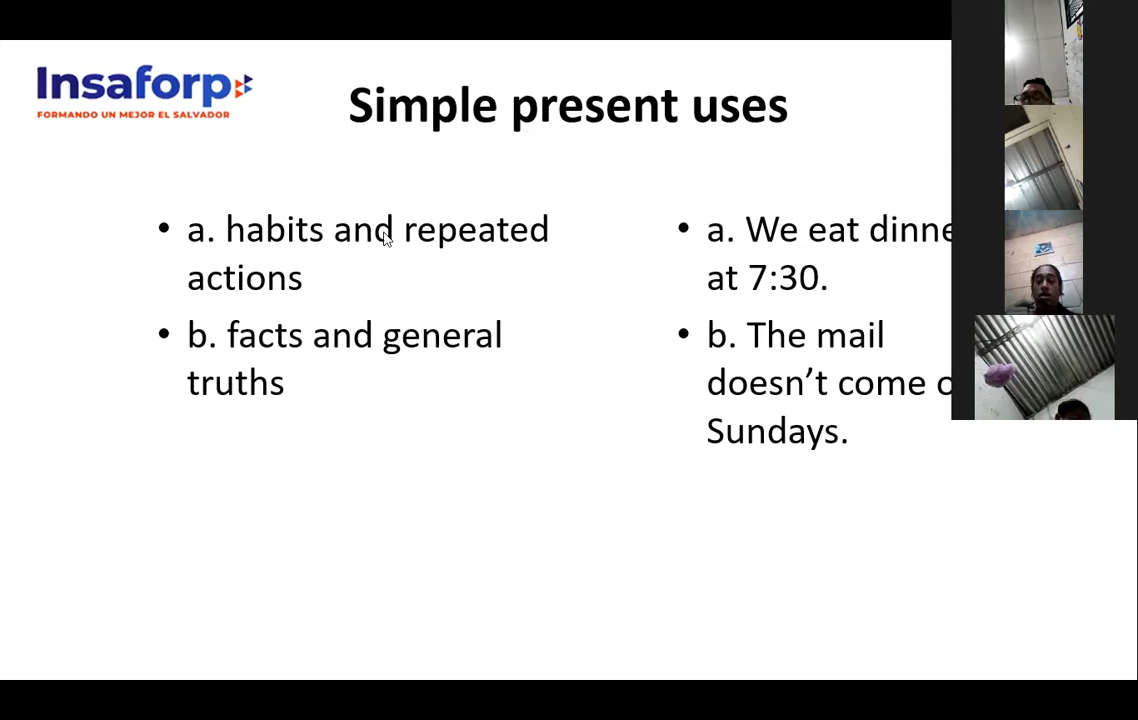 Insaforp
FORMANDO UN MEJOR EL SALVADOR
Simple present uses
• a. habits and repeated
actions
• b. facts and general
truths
• a. We eat dinne
at 7:30.
• b. The mail
doesn’t come
Sundays.